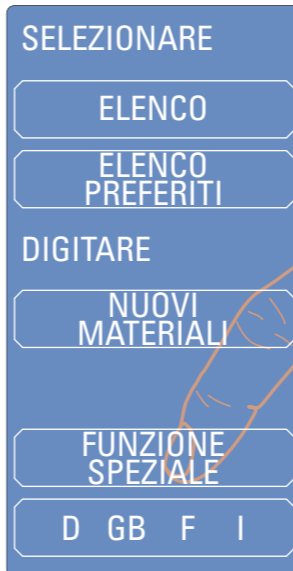 SELEZIONARE
ELENCO
ELENCO
PREFERITI
DIGITARE
NUOVI
MATERIALI
FUNZIONE
SPEZIALE
D GB F I